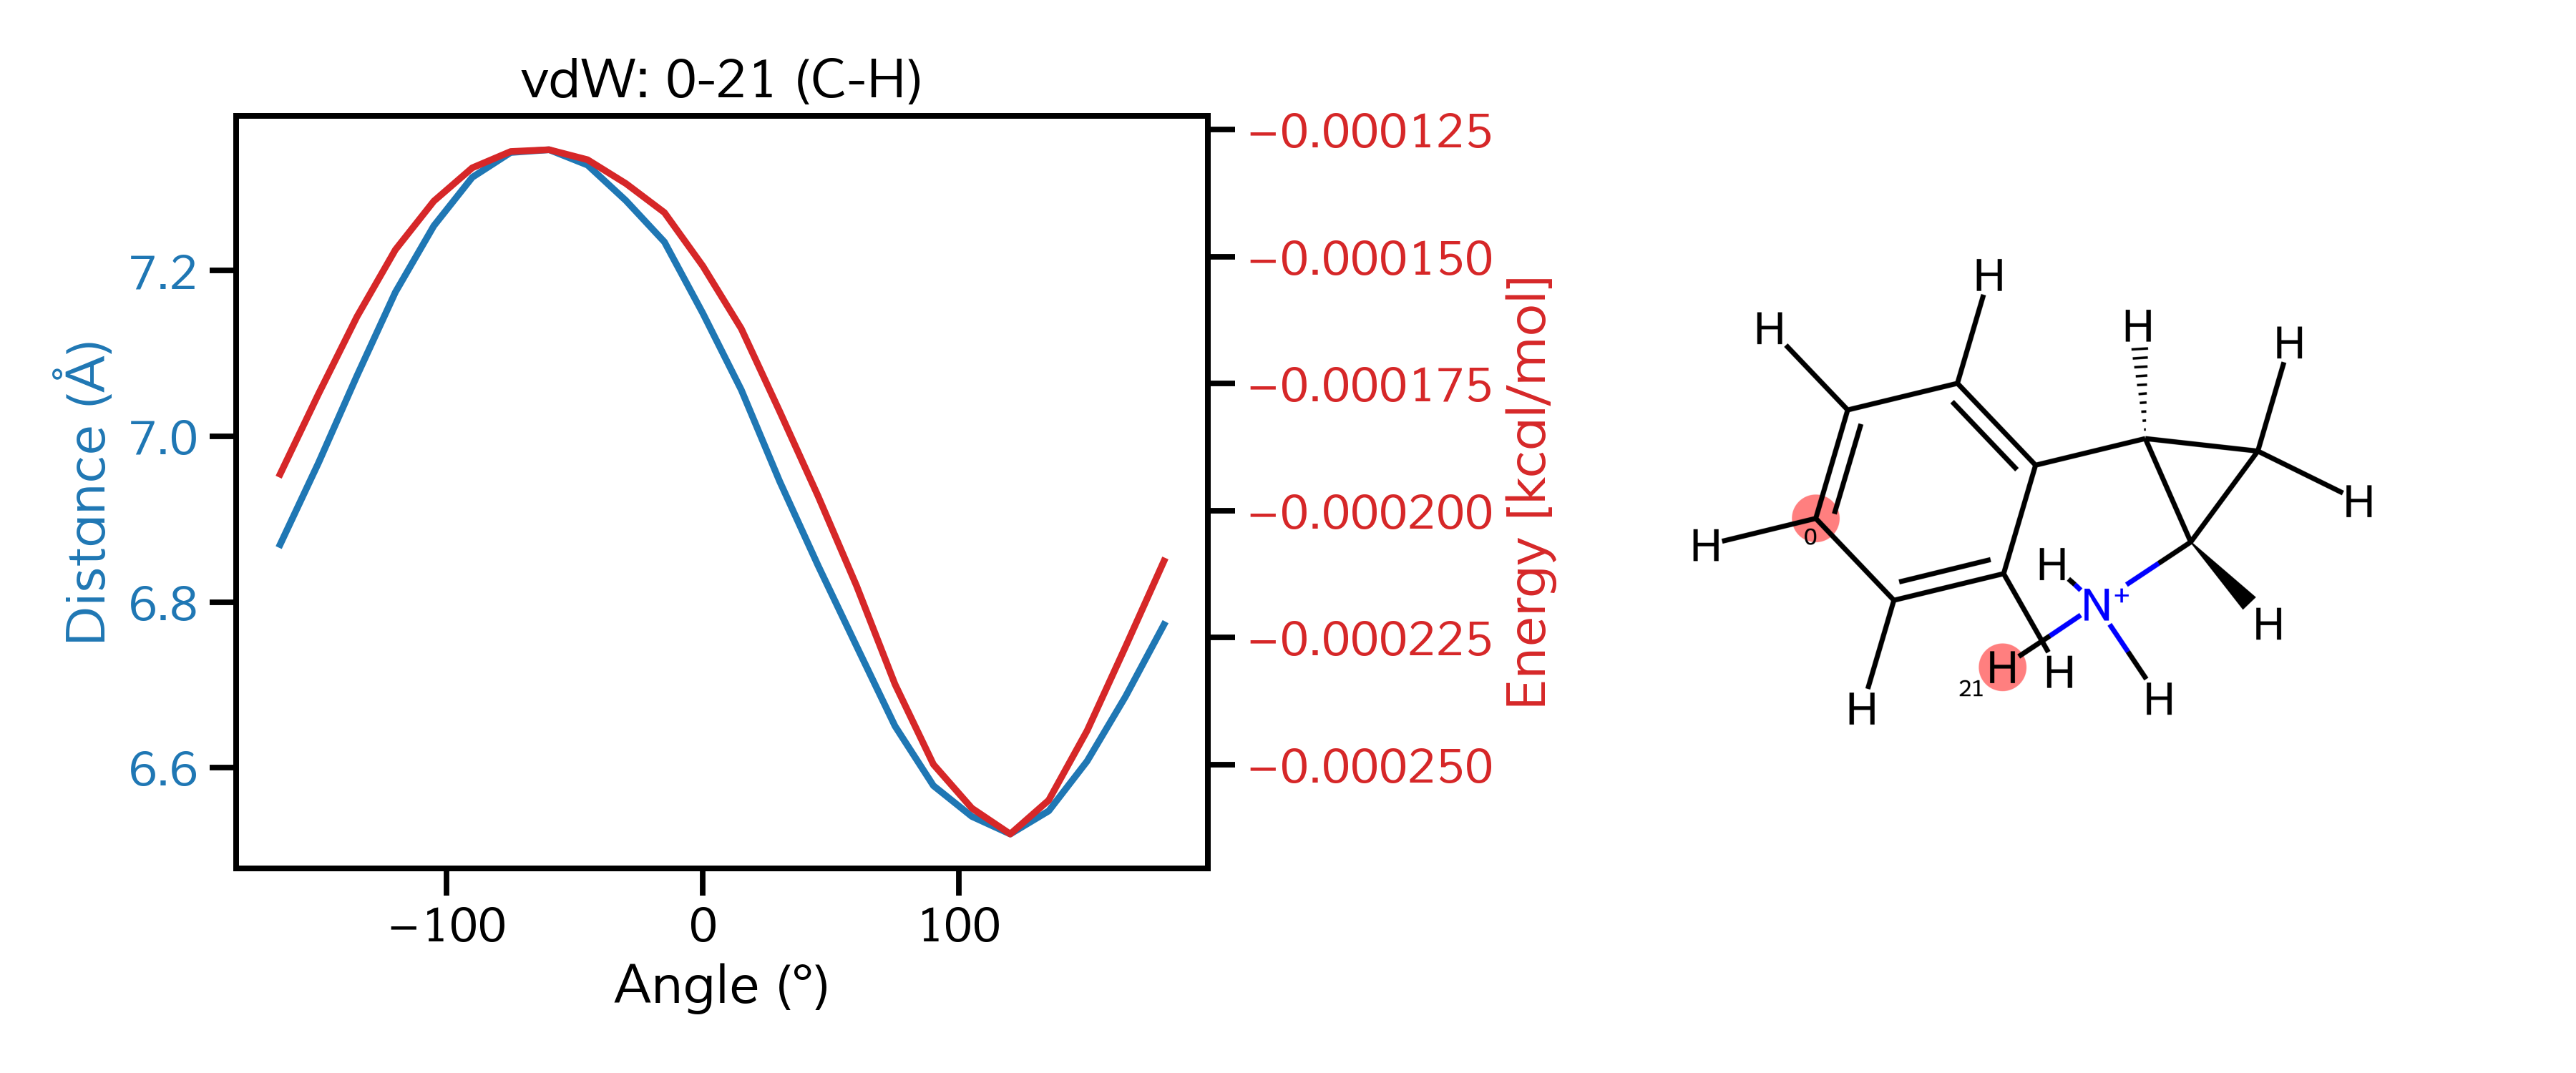 vdW: 0-21 (C-H)
Distance (Å)
7.2
7.0
6.8
6.6
−100
0
100
Angle (°)
−0.000125
−0.000150
−0.000175
−0.000200
−0.000225
−0.000250
Energy [kcal/mol]
H
H
H
H
H
H
0
H
N+
H
H
21
H
H
H